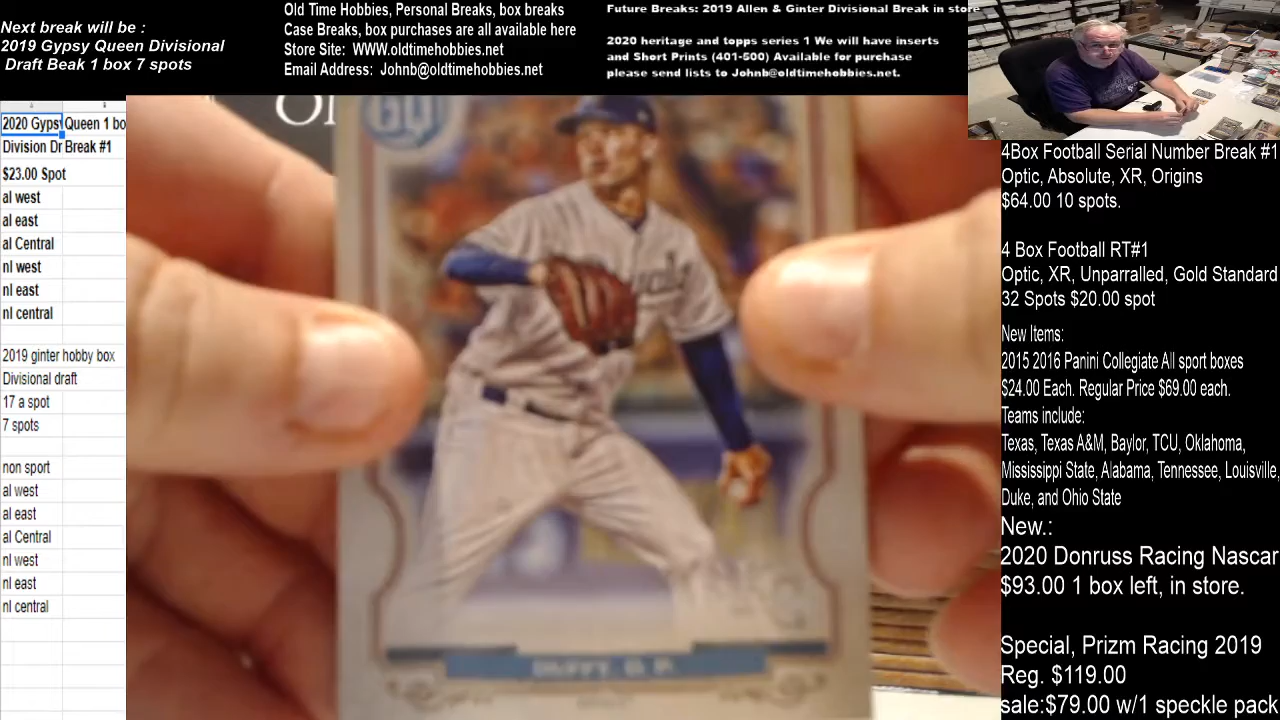 Next break will be :
2019 Gypsy Queen Divisional
Draft Beak 1 box 7 spots
Old Time Hobbies, Personal Breaks, box breaks
Case Breaks, box purchases are all available here
Store Site: WWW.oldtimehobbies.net
Email Address: Johnb@oldtimehobbies.net
Future Breaks: 2019 Allen & Ginter Divisional Break in store
2020 heritage and topps series 1 We will have inserts
and Short Prints (401-500) Available for purchase
please send lists to Johnb@oldtimehobbies.net.
2020 Gypsy Queen 1 bo
Division Dr Break #1
$23.00 Spot
al west
al east
al Central
nl west
nl east
nl central
2019 ginter hobby box
Divisional draft
17 a spot
7 spots
non sport
al west
al east
al Central
nl west
nl east
nl central
GQ
4Box Football Serial Number Break #1
Optic, Absolute, XR, Origins
$64.00 10 spots.
4 Box Football RT#1
Optic, XR, Unparralled, Gold Standard
32 Spots $20.00 spot
New Items:
2015 2016 Panini Collegiate All sport boxes
$24.00 Each. Regular Price $69.00 each.
Teams include:
Texas, Texas A&M, Baylor, TCU, Oklahoma,
Mississippi State, Alabama, Tennessee, Louisville,
Duke, and Ohio State
New.:
2020 Donruss Racing Nascar
$93.00 1 box left, in store.
Special, Prizm Racing 2019
Reg. $119.00
sale:$79.00 w/1 speckle pack